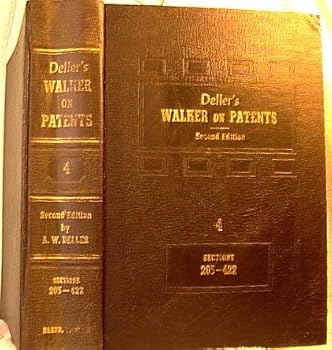 Deller's
WALKER
ON
PATENTS
4
Second Edition
by
A. W. DELLER
SECTIONS
205-422
BAKER,
Deller's
WALKER ON PATENTS
Second Edition
4
SECTIONS
205-422